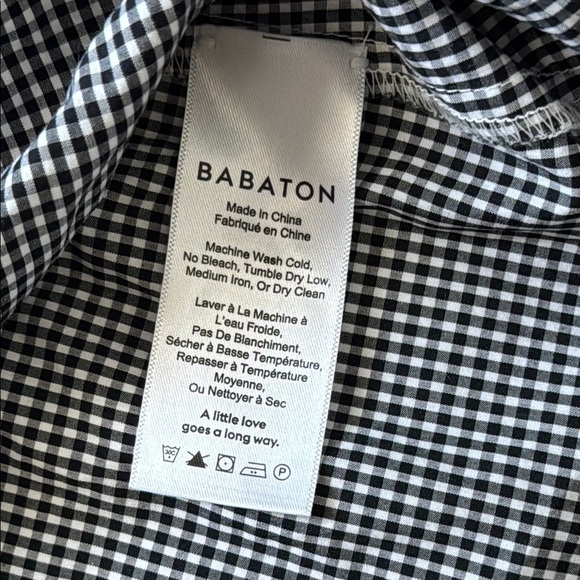 BABATON
Made in China
Fabriqué en Chine
Machine Wash Cold,
No Bleach, Tumble Dry Low,
Medium Iron, Or Dry Clean
Laver à La Machine à
L'eau Froide,
Pas De Blanchiment,
Sécher à Basse Température,
Repasser à Température
Moyenne,
Ou Nettoyer à Sec
A little love
goes a long way.
30C P